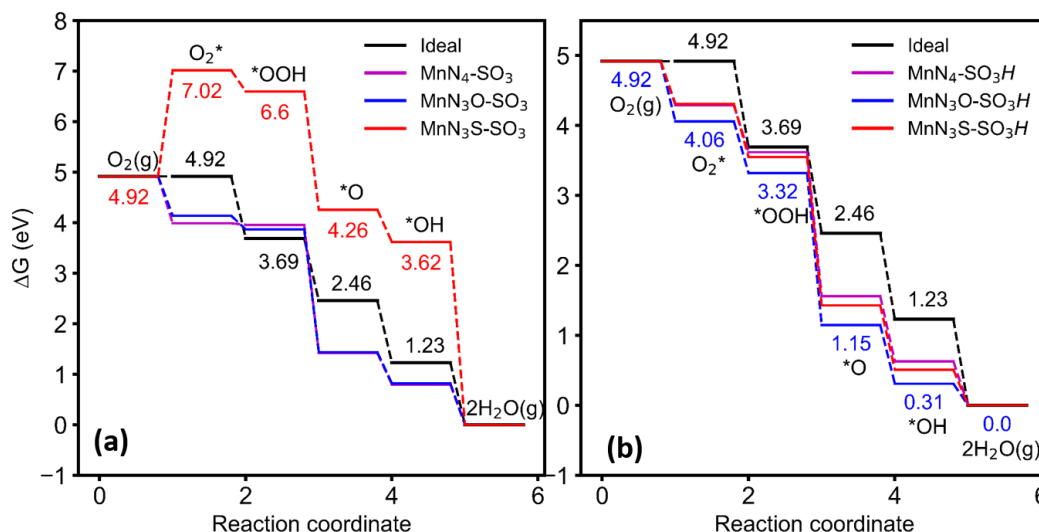 8
7
6
5
4
3
2
1
0
−1
ΔG (eV)
O₂*
7.02
*OOH
6.6
Ideal
MnN₄-SO₃
MnN₃O-SO₃
MnN₃S-SO₃
O₂(g)
4.92
4.92
3.69
*O
4.26
*OH
3.62
2.46
1.23
2H₂O(g)
(a)
0 2 4 6
Reaction coordinate
5
4
3
2
1
0
−1
4.92
4.92
O₂(g)
Ideal
MnN₄-SO₃H
MnN₃O-SO₃H
MnN₃S-SO₃H
4.06
O₂*
3.69
3.32
*OOH
2.46
1.15
*O
1.23
0.31
*OH
0.0
2H₂O(g)
(b)
0 2 4 6
Reaction coordinate